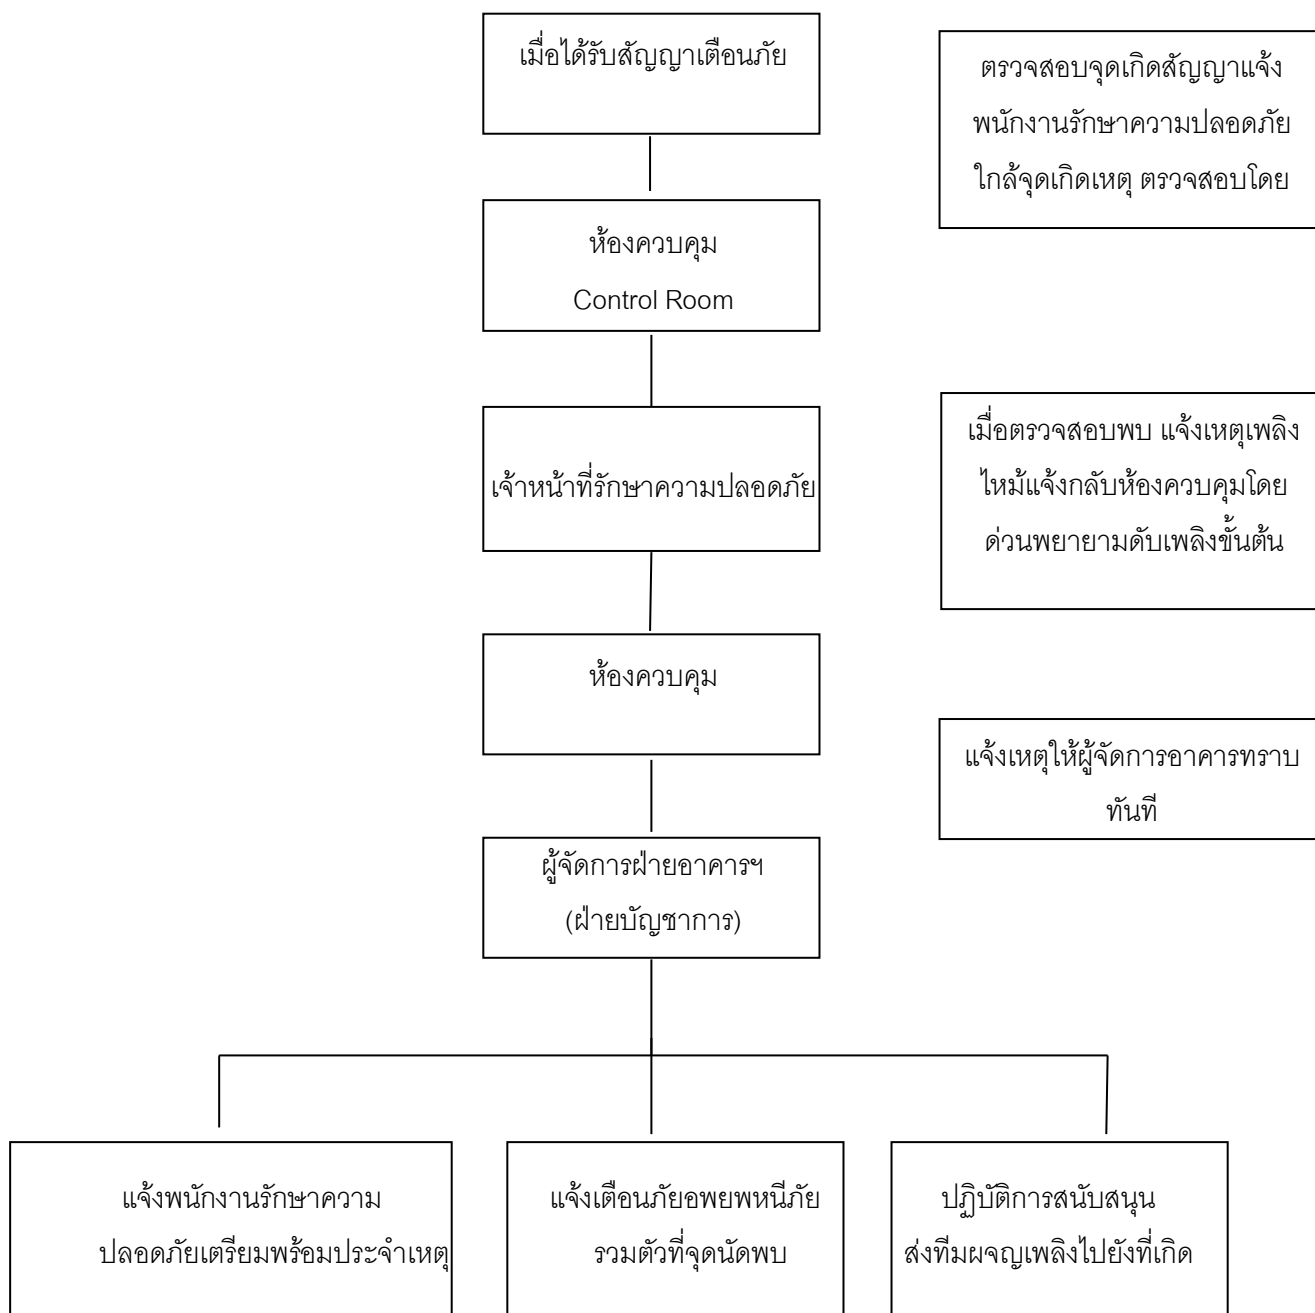 เมื่อได้รับสัญญาเตือนภัย
ตรวจสอบจุดเกิดสัญญาแจ้ง
พนักงานรักษาความปลอดภัย
ใกล้จุดเกิดเหตุ ตรวจสอบโดย
ห้องควบคุม
Control Room
เจ้าหน้าที่รักษาความปลอดภัย
เมื่อตรวจสอบพบ แจ้งเหตุเพลิง
ไหม้แจ้งกลับห้องควบคุมโดย
ด่วนพยายามดับเพลิงขั้นต้น
ห้องควบคุม
แจ้งเหตุให้ผู้จัดการอาคารทราบ
ทันที
ผู้จัดการฝ่ายอาคารฯ
(ฝ่ายบัญชาการ)
แจ้งพนักงานรักษาความ
ปลอดภัยเตรียมพร้อมประจำเหตุ
แจ้งเตือนภัยอพยพหนีภัย
รวมตัวที่จุดนัดพบ
ปฏิบัติการสนับสนุน
ส่งทีมผจญเพลิงไปยังที่เกิด